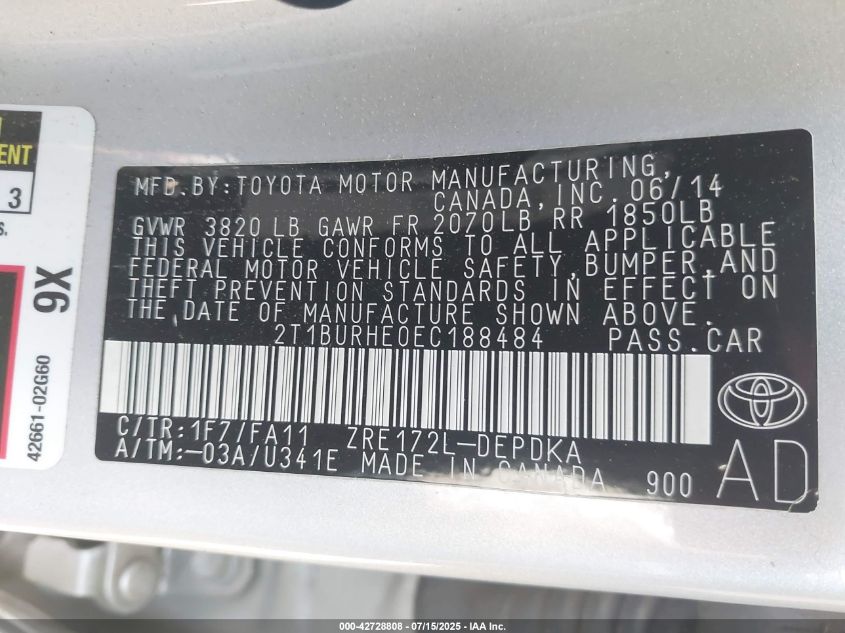 ENT
3
s.
9X
42661-02G60
MFD.BY:TOYOTA MOTOR MANUFACTURING,
CANADA,INC. 06/14
GVWR 3820 LB GAWR FR 2070LB RR 1850LB
THIS VEHICLE CONFORMS TO ALL APPLICABLE
FEDERAL MOTOR VEHICLE SAFETY,BUMPER,AND
THEFT PREVENTION STANDARDS IN EFFECT ON
THE DATE OF MANUFACTURE SHOWN ABOVE.
2T1BURHE0EC188484 PASS.CAR
C/TR:1F7/FA11 ZRE172L-DEPDKA
A/TM:-03A/U341E MADE IN CANADA 900
AD
000-42728808 - 07/15/2025 - IAA Inc.